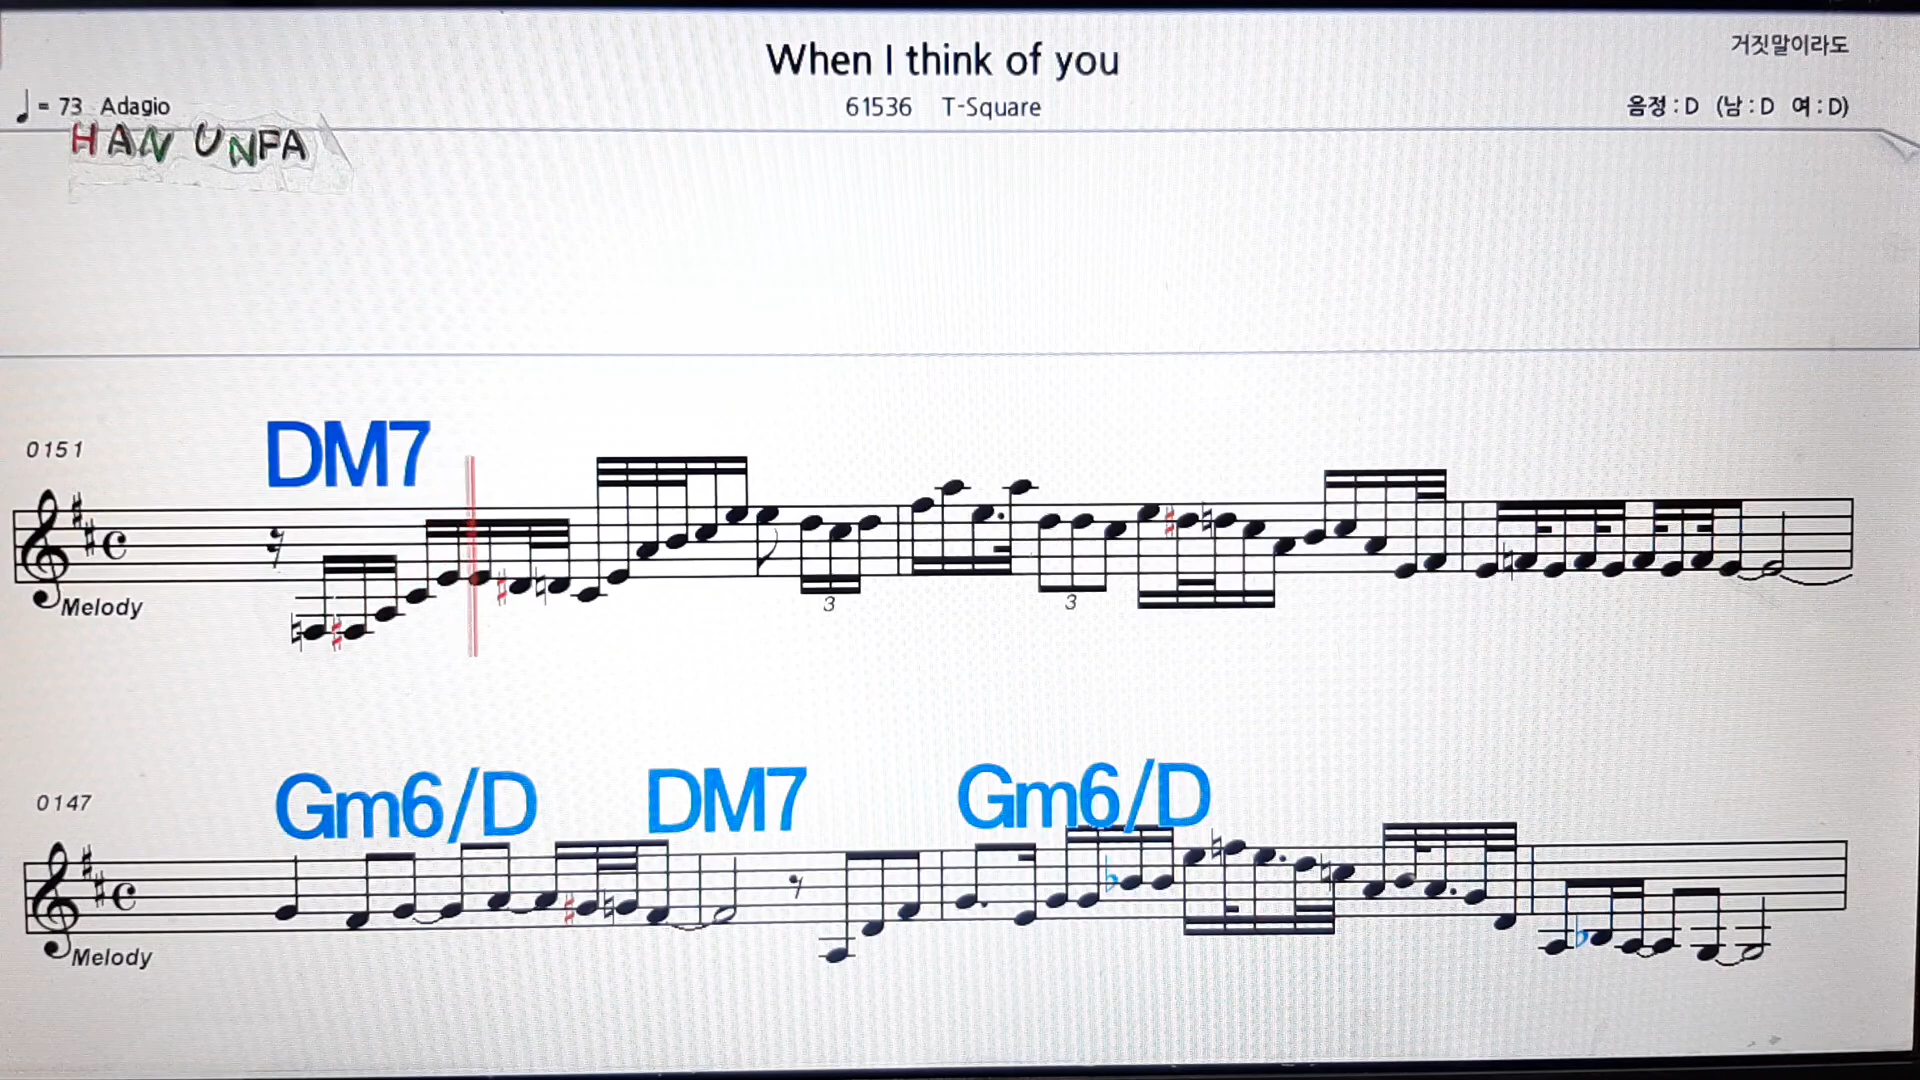 When I think of you
거짓말이라도
♩ = 73 Adagio
61536 T-Square
음정 : D (남 : D 여 : D)
HAN UNPA
DM7
0151
Melody
3
3
Gm6/D DM7 Gm6/D
0147
Melody